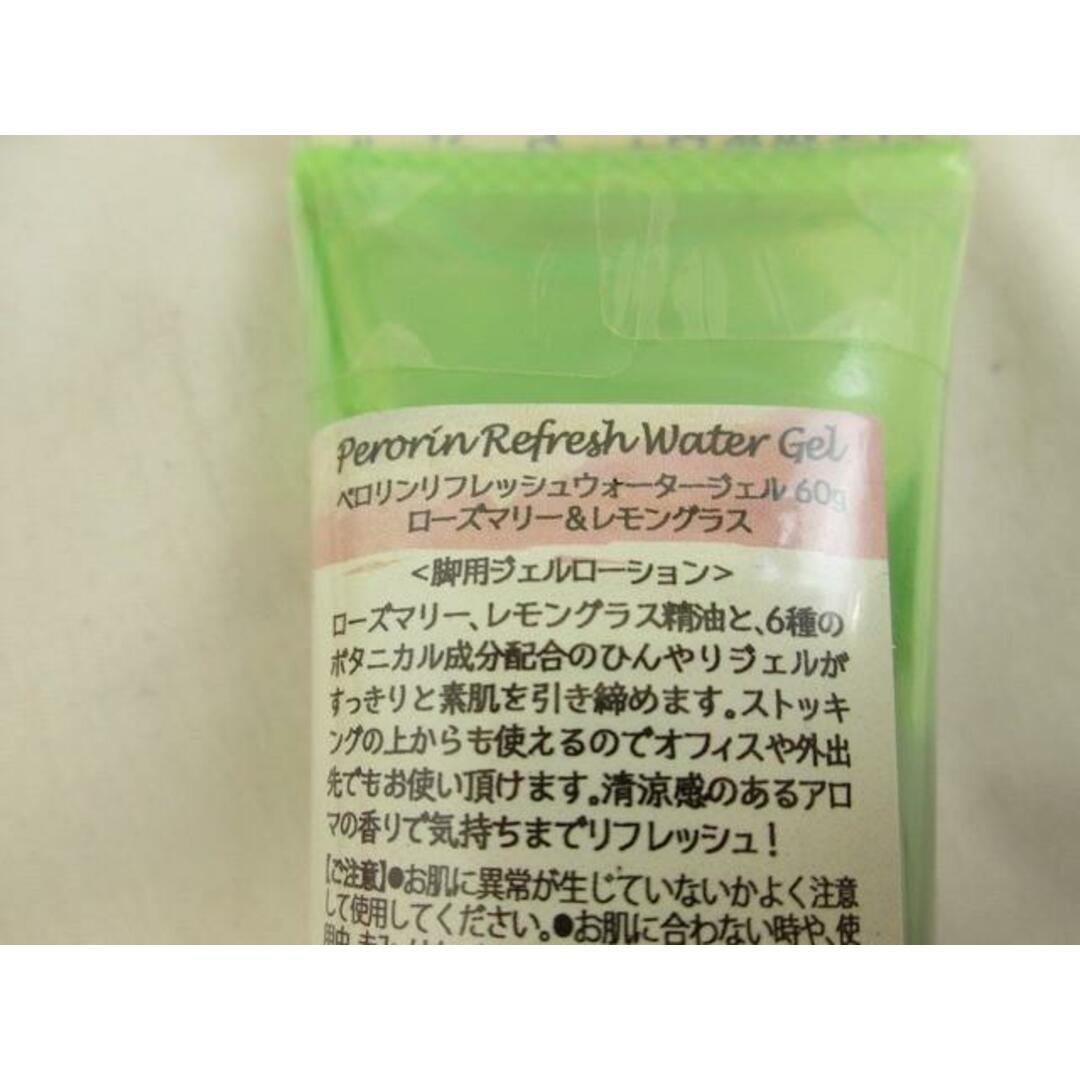 Perorin Refresh Water Gel
ペロリンリフレッシュウォータージェル 60g
ローズマリー&レモングラス
<脚用ジェルローション>
ローズマリー、レモングラス精油と、6種の
ボタニカル成分配合のひんやりジェルが
すっきりと素肌を引き締めます。ストッキ
ングの上からも使えるのでオフィスや外出
先でもお使い頂けます。清涼感のあるアロ
マの香りで気持ちまでリフレッシュ!
【ご注意】●お肌に異常が生じていないかよく注意
して使用してください。●お肌に合わない時や、使